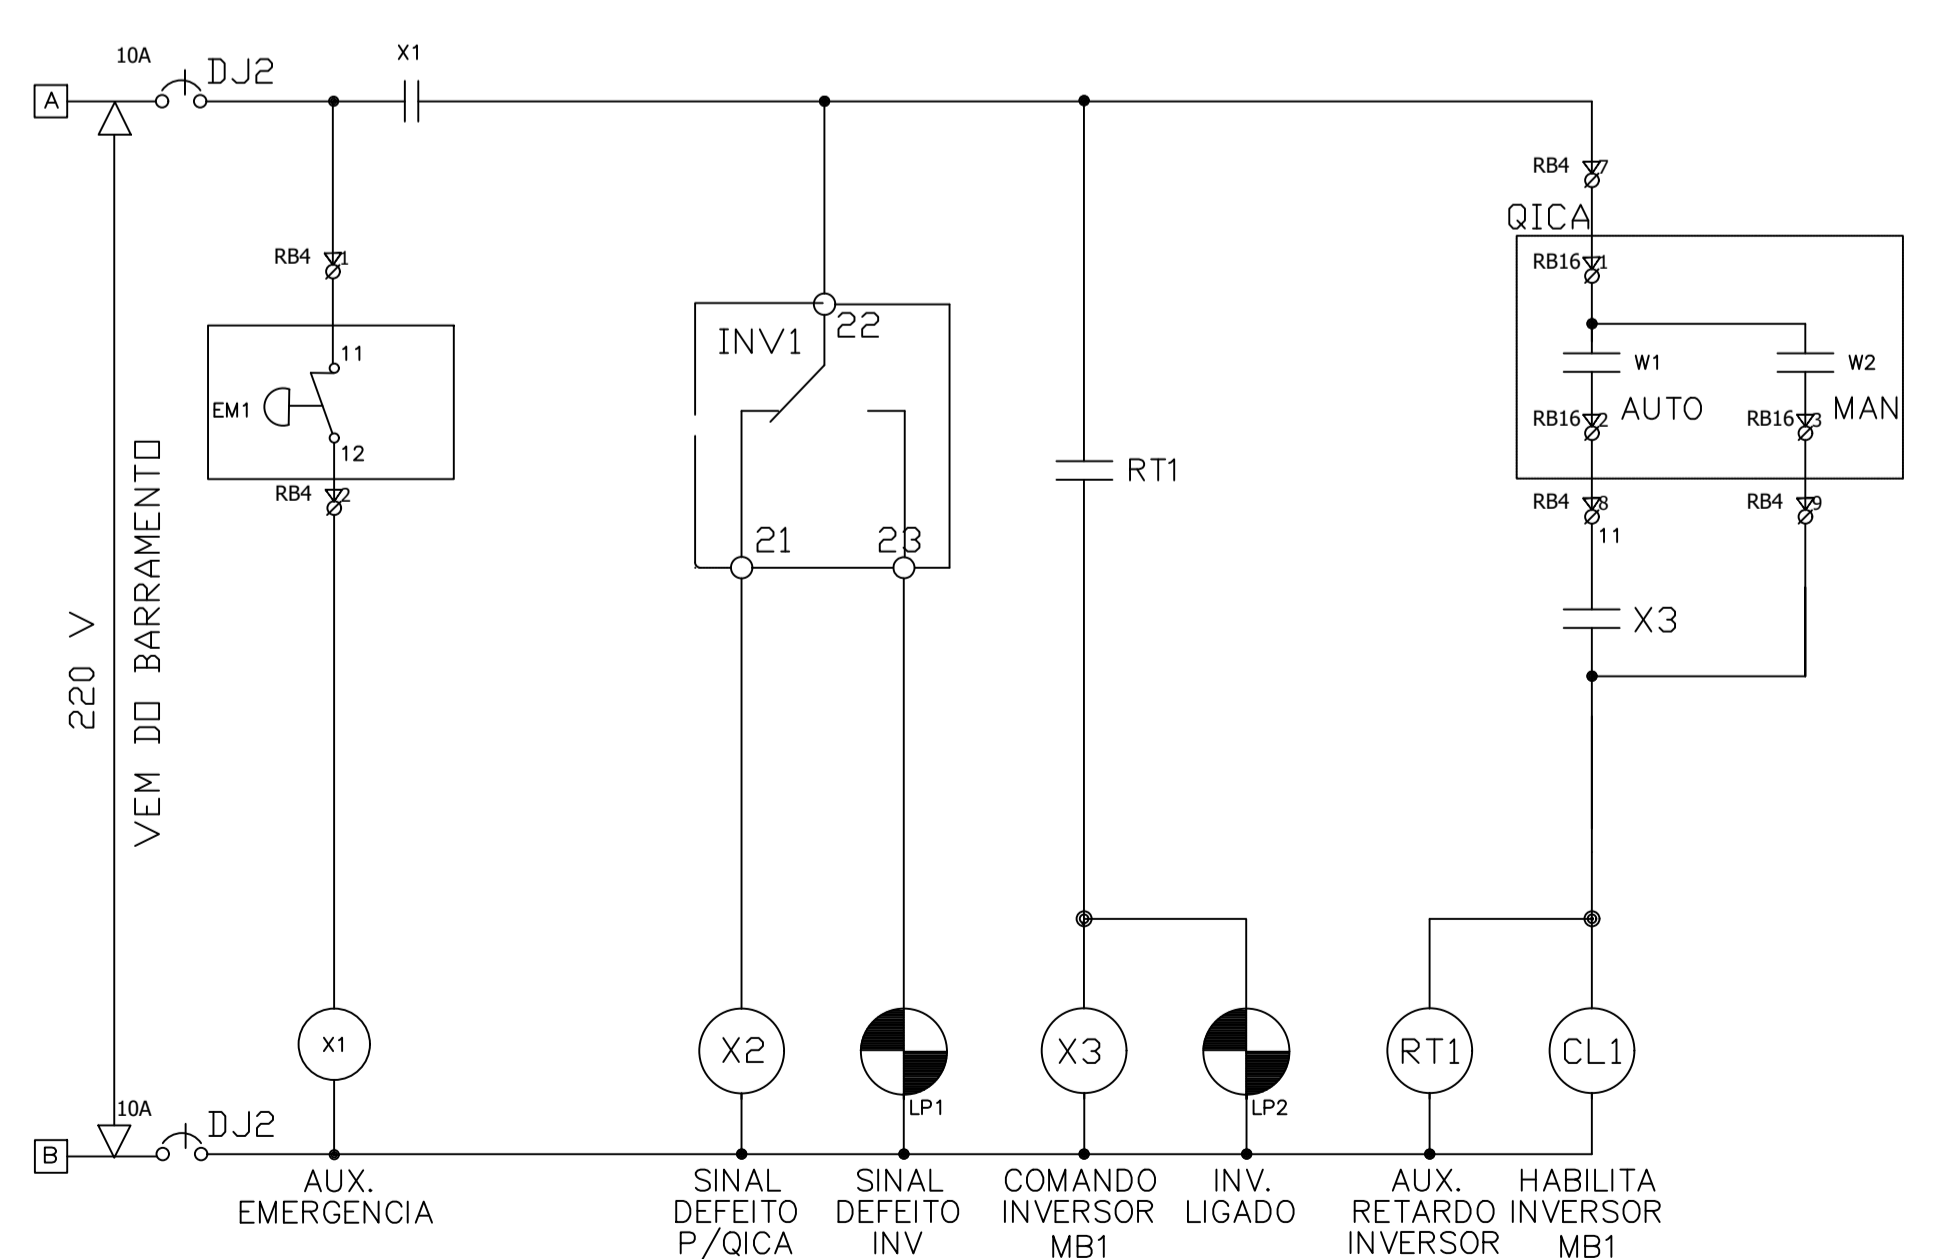 10A
DJ2
X1
A
RB4 7
QICA
RB4 1
RB16 1
INV1
22
11
EM1
12
W1
W2
AUTO
MAN
RB16 2
RB16 3
RT1
RB4 2
RB4 8
RB4 9
11
21
23
X3
220 V
VEM DO BARRAMENTO
X1
X2
X3
RT1
CL1
LP1
LP2
10A
DJ2
B
AUX.
EMERGENCIA
SINAL
DEFEITO
P/QICA
SINAL
DEFEITO
INV
COMANDO
INVERSOR
MB1
INV.
LIGADO
AUX.
RETARDO
INVERSOR
HABILITA
INVERSOR
MB1